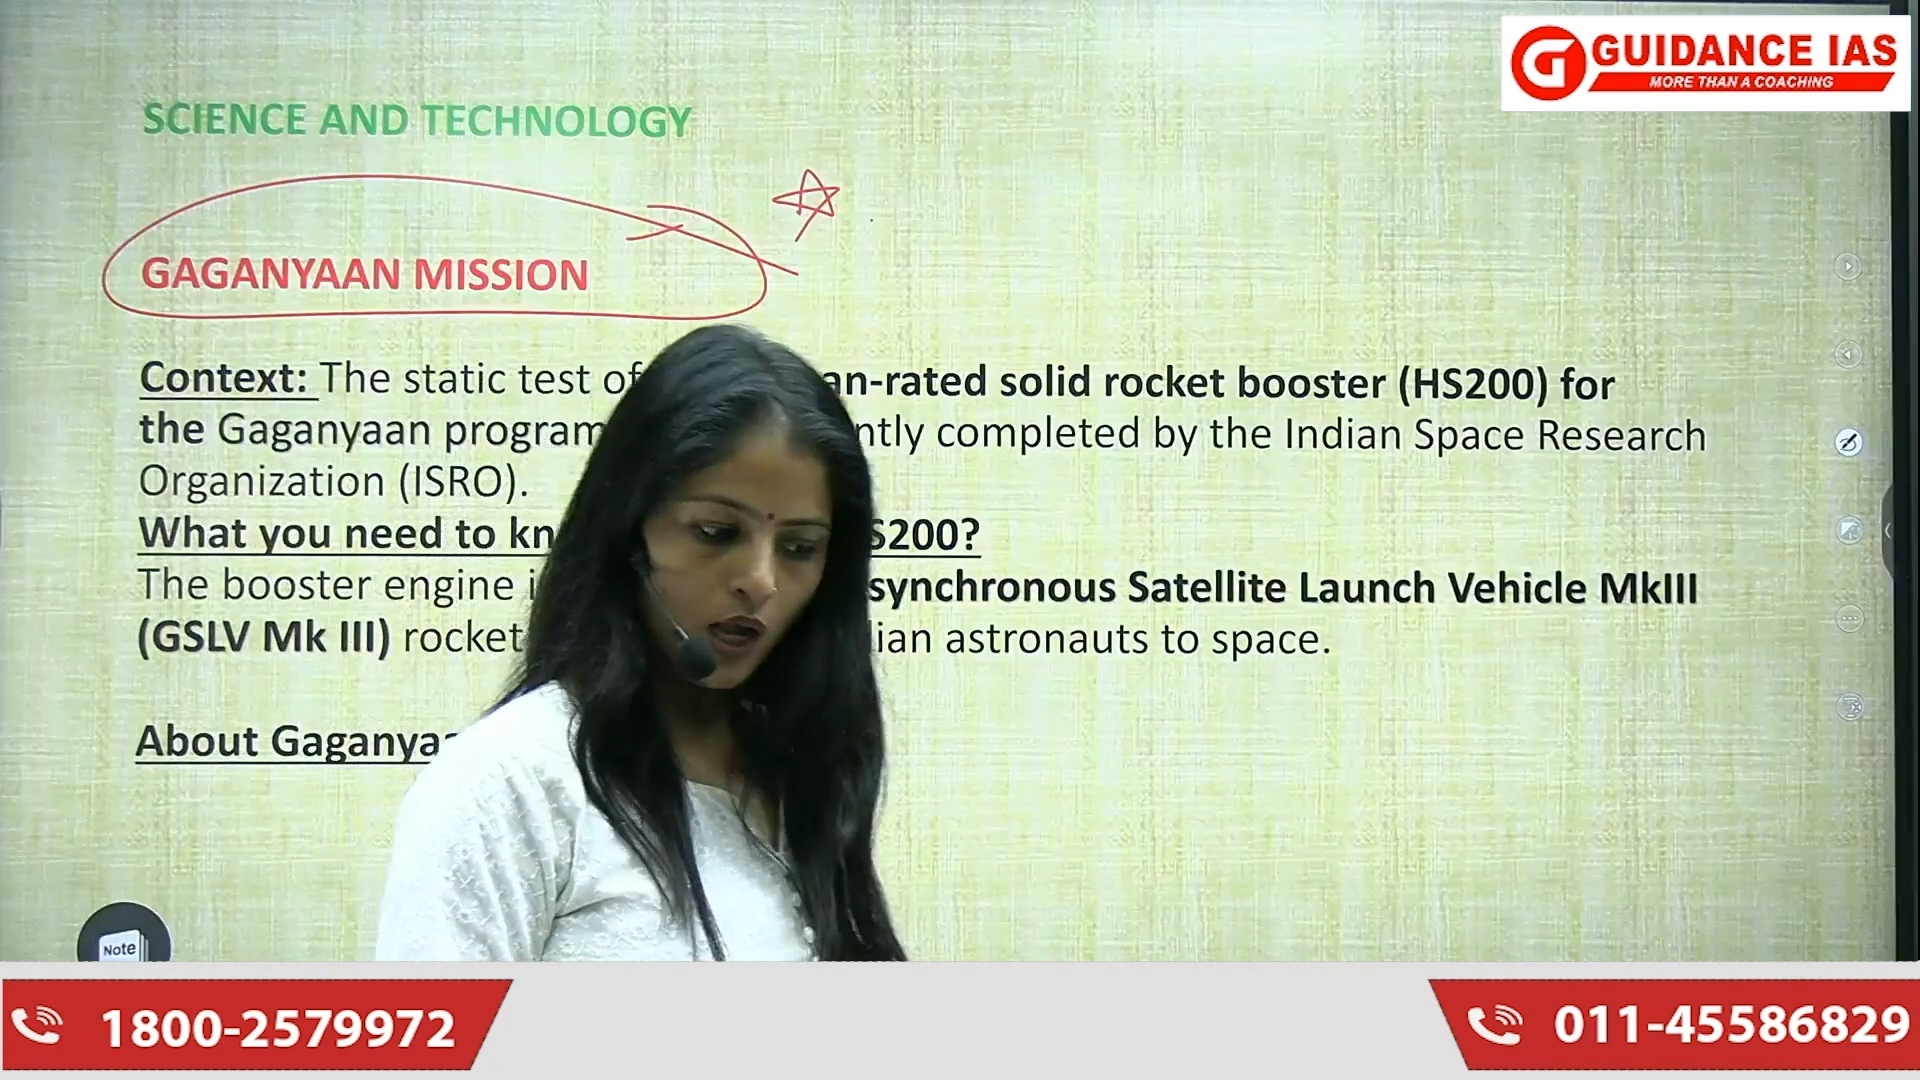 GUIDANCE IAS
MORE THAN A COACHING
SCIENCE AND TECHNOLOGY
GAGANYAAN MISSION
Context: The static test of an-rated solid rocket booster (HS200) for
the Gaganyaan program ntly completed by the Indian Space Research
Organization (ISRO).
What you need to kn S200?
The booster engine i synchronous Satellite Launch Vehicle MkIII
(GSLV Mk III) rocket ian astronauts to space.
About Gaganyaa
Note
1800-2579972
011-45586829